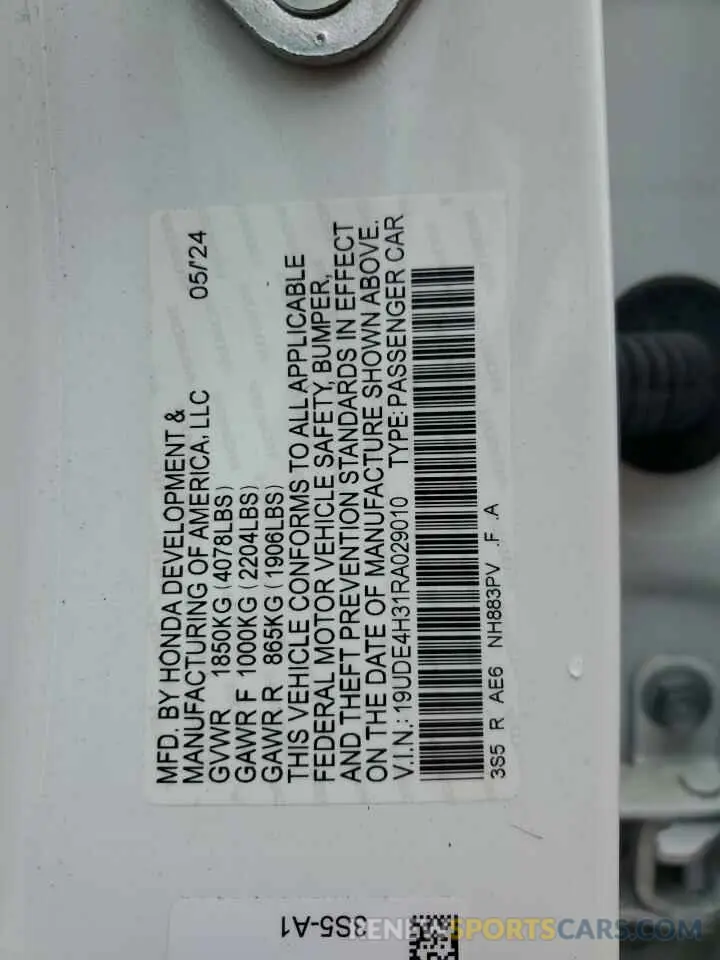 MFD. BY HONDA DEVELOPMENT &
MANUFACTURING OF AMERICA, LLC 05/'24
GVWR 1850KG (4078LBS)
GAWR F 1000KG (2204LBS)
GAWR R 865KG (1906LBS)
THIS VEHICLE CONFORMS TO ALL APPLICABLE
FEDERAL MOTOR VEHICLE SAFETY, BUMPER,
AND THEFT PREVENTION STANDARDS IN EFFECT
ON THE DATE OF MANUFACTURE SHOWN ABOVE.
V.I.N.: 19UDE4H31RA029010 TYPE: PASSENGER CAR
3S5 R AE6 NH883PV .F .A
3S5-A1
RENEWSPORTSCARS.COM